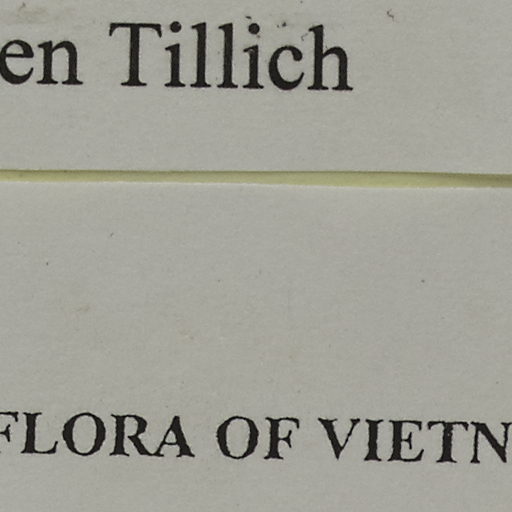 en Tillich
FLORA OF VIETN